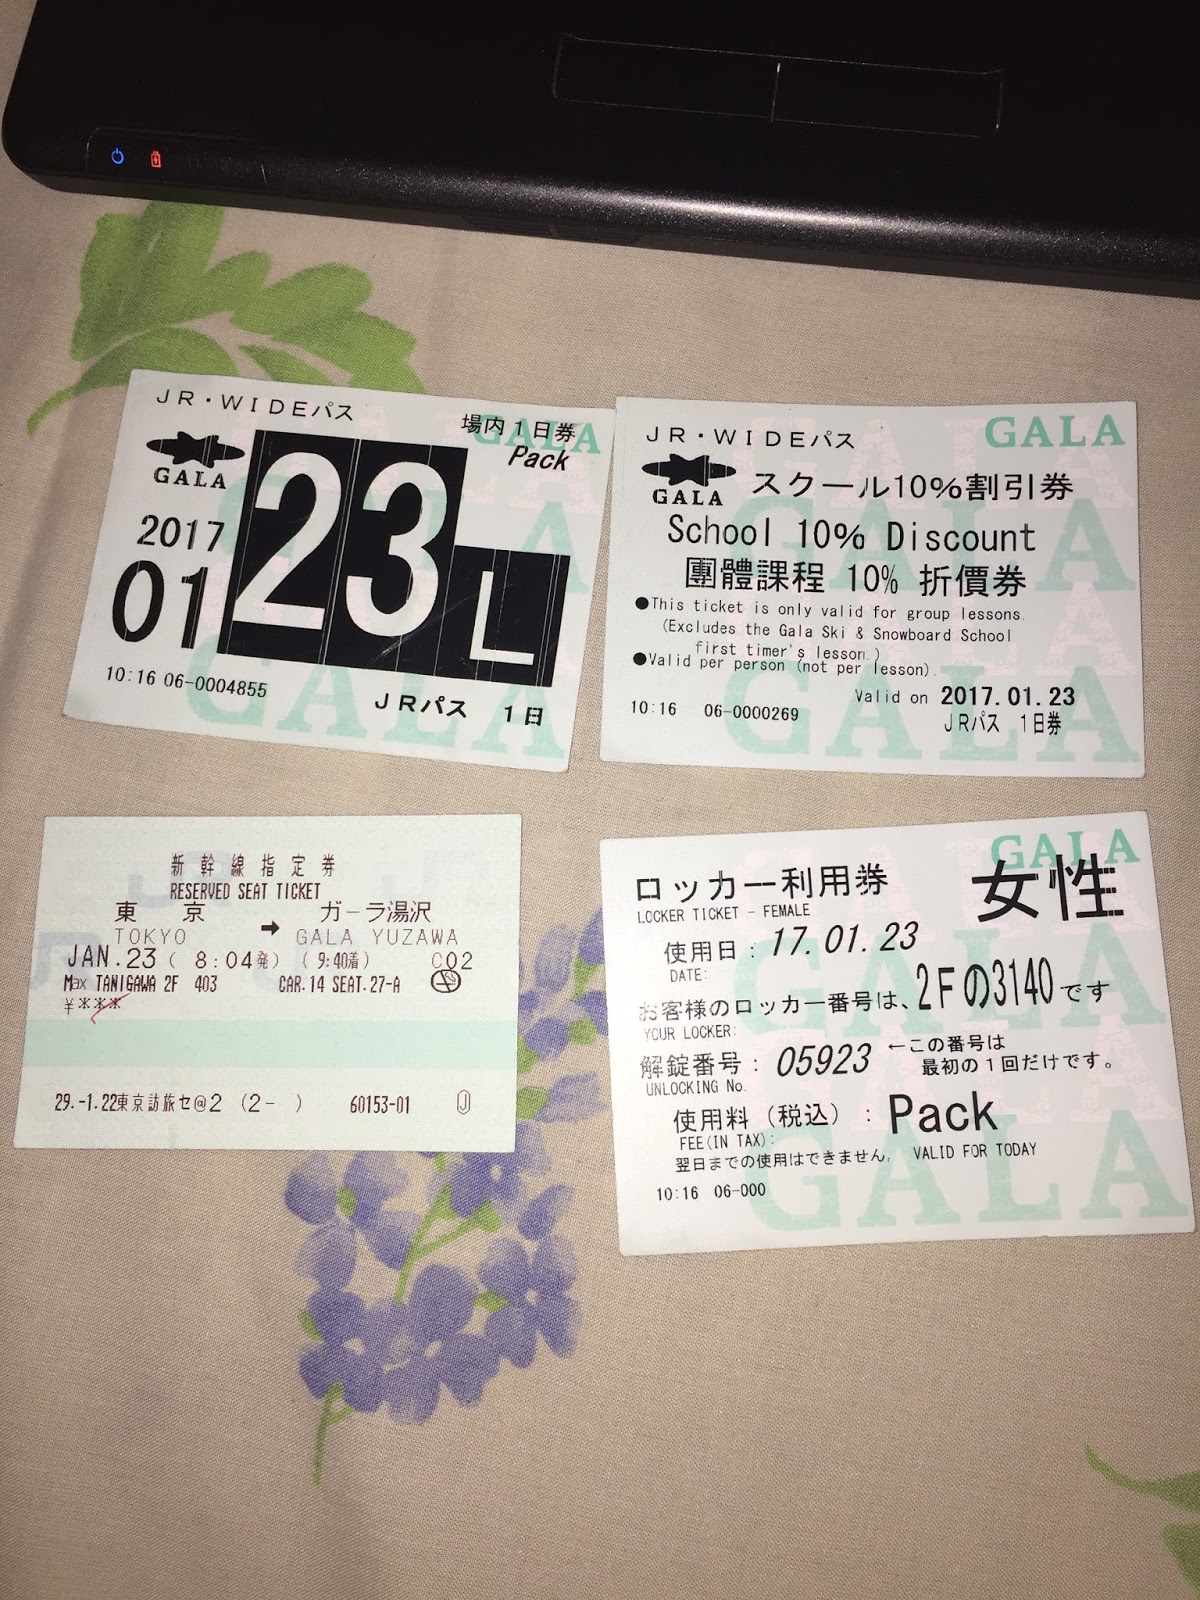 JR・WIDEパス
場内1日券
GALA
Pack
GALA
2017
01
23
L
10:16 06-0004855
JRパス 1日
GALA
JR・WIDEパス
GALA
スクール10%割引券
School 10% Discount
團體課程 10% 折價券
●This ticket is only valid for group lessons.
(Excludes the Gala Ski & Snowboard School
first timer's lesson.)
●Valid per person (not per lesson).
Valid on 2017.01.23
10:16 06-0000269
JRパス 1日券
新幹線指定券
RESERVED SEAT TICKET
東京 → ガーラ湯沢
TOKYO GALA YUZAWA
JAN.23 ( 8:04発) ( 9:40着) C02
Max TANIGAWA 2F 403 CAR.14 SEAT.27-A
¥***
29.-1.22東京訪旅セ@2 (2- ) 60153-01
GALA
ロッカー利用券 女性
LOCKER TICKET - FEMALE
使用日: 17.01.23
DATE:
お客様のロッカー番号は、2Fの3140です
YOUR LOCKER:
解錠番号: 05923 ←この番号は
最初の1回だけです。
UNLOCKING No.
使用料(税込): Pack
FEE(IN TAX):
翌日までの使用はできません。 VALID FOR TODAY
10:16 06-000